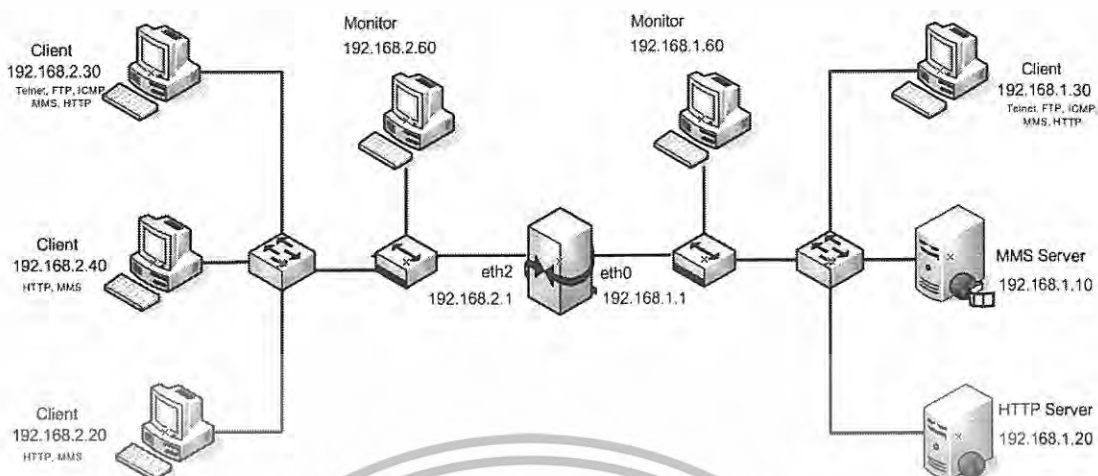 Monitor
192.168.2.60
Monitor
192.168.1.60
Client
192.168.2.30
Telnet, FTP, ICMP,
MMS, HTTP
Client
192.168.1.30
Telnet, FTP, ICMP,
MMS, HTTP
Client
192.168.2.40
HTTP, MMS
eth2
192.168.2.1
eth0
192.168.1.1
MMS Server
192.168.1.10
Client
192.168.2.20
HTTP, MMS
HTTP Server
192.168.1.20